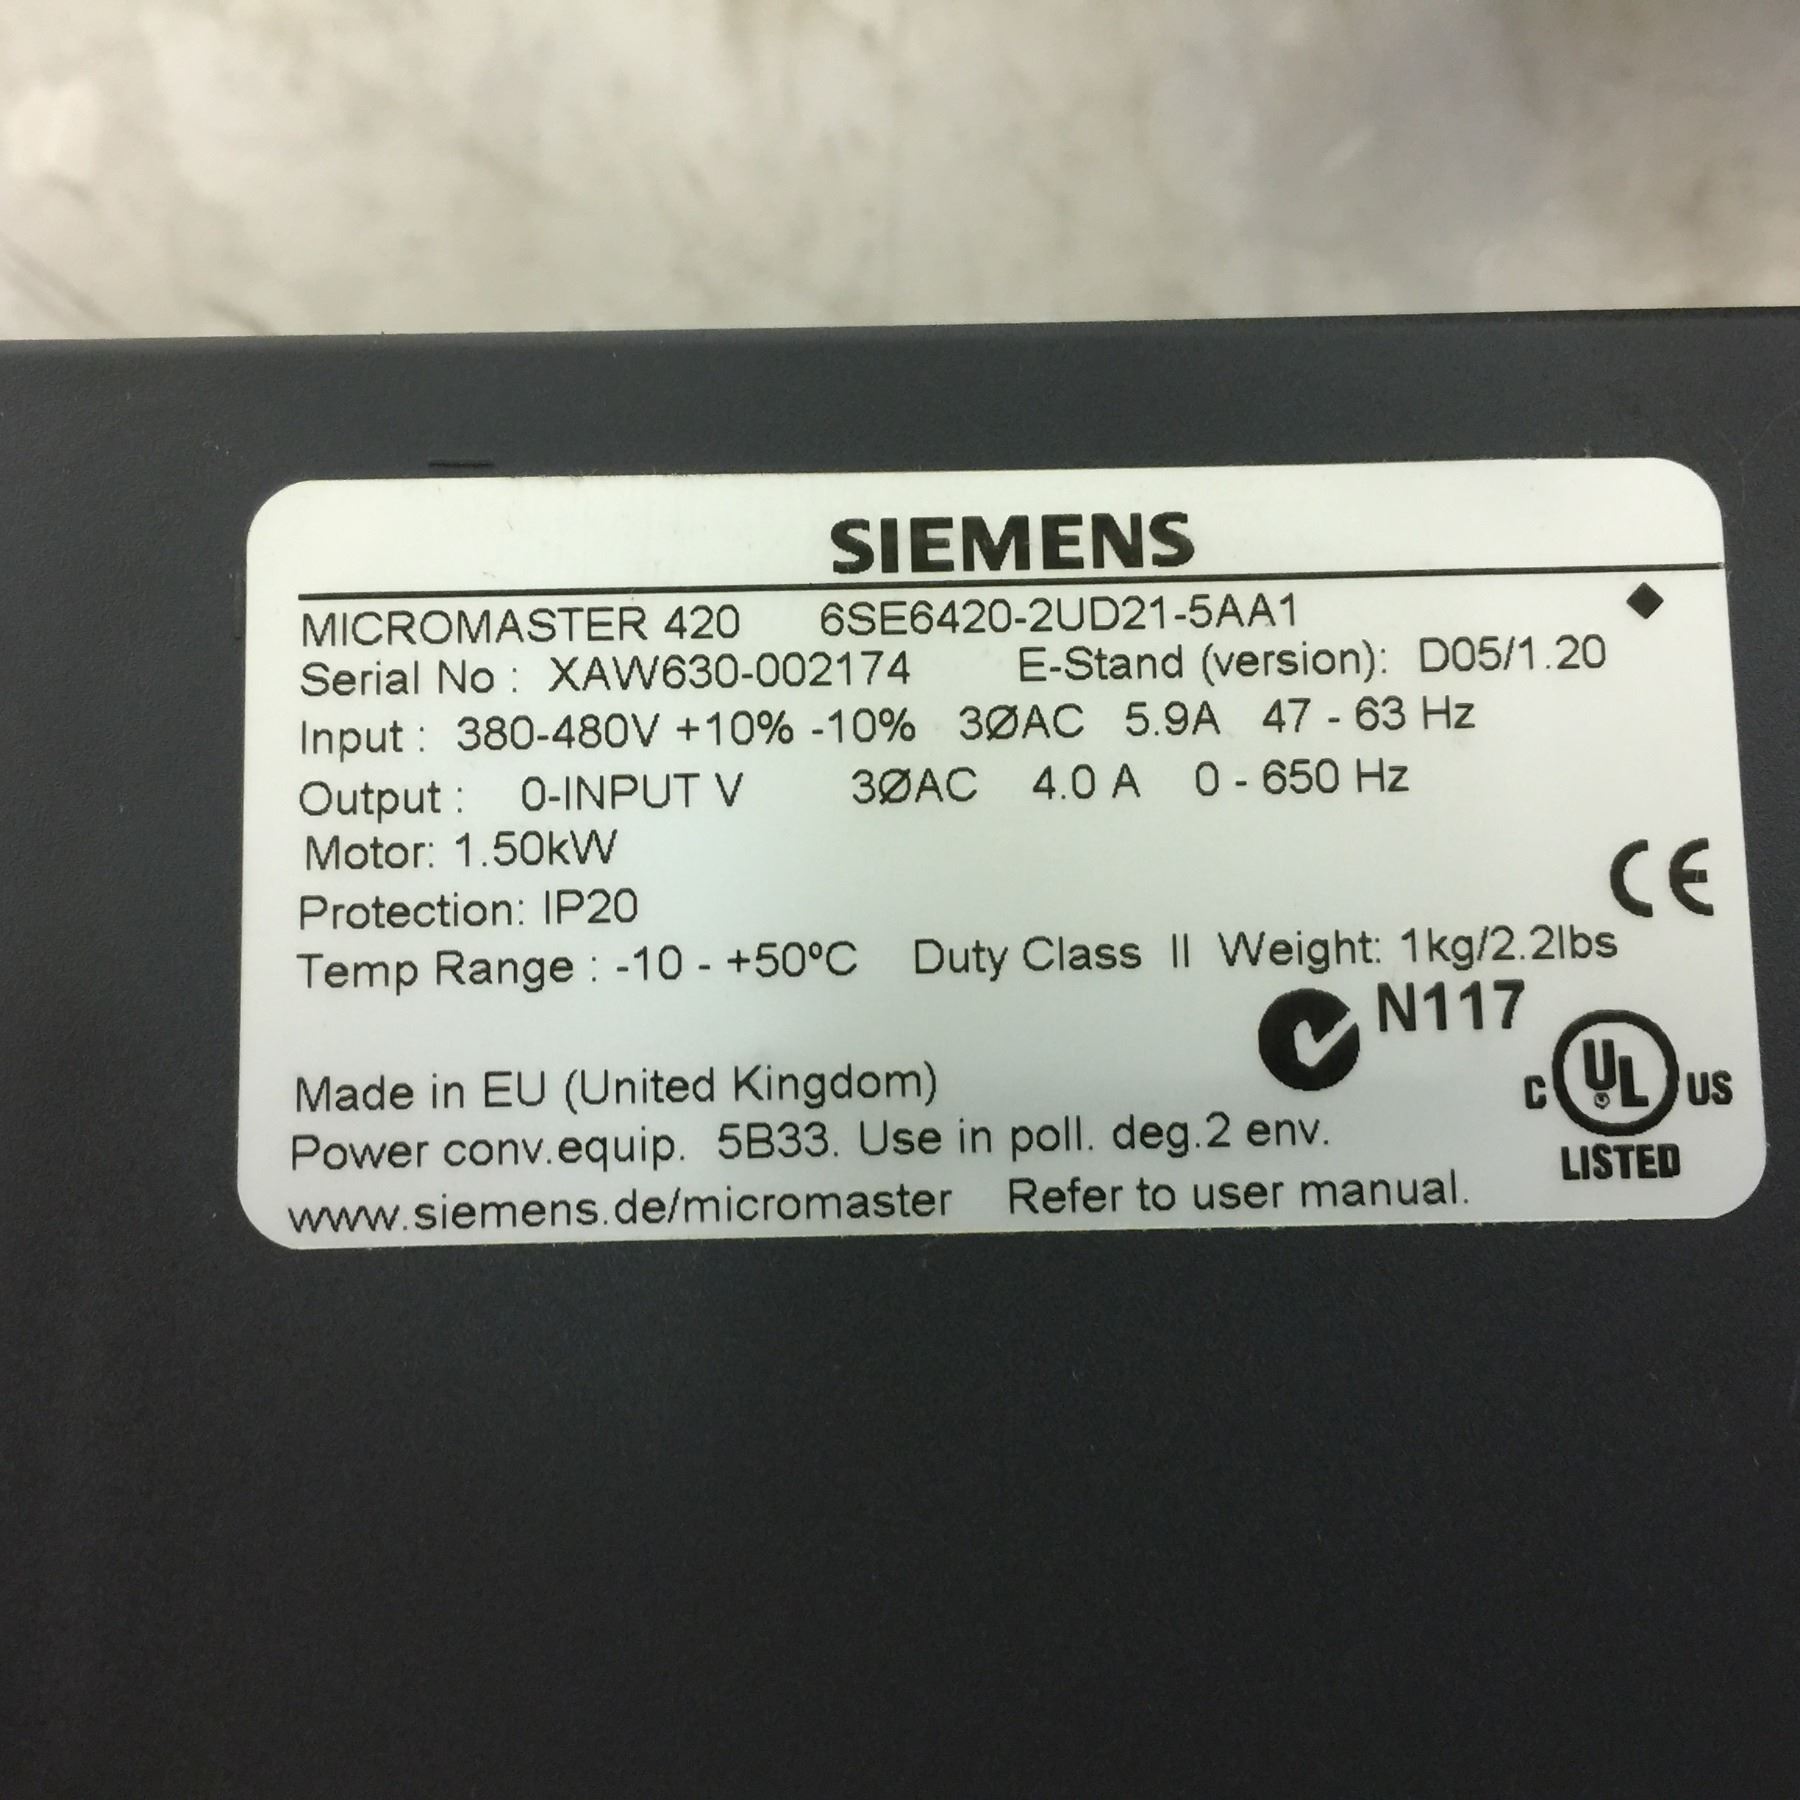 SIEMENS
MICROMASTER 420 6SE6420-2UD21-5AA1
Serial No : XAW630-002174 E-Stand (version): D05/1.20
Input : 380-480V +10% -10% 3ØAC 5.9A 47 - 63 Hz
Output : 0-INPUT V 3ØAC 4.0 A 0 - 650 Hz
Motor: 1.50kW
Protection: IP20
CE
Temp Range : -10 - +50ºC Duty Class II Weight: 1kg/2.2lbs
N117
Made in EU (United Kingdom)
C UL US
Power conv.equip. 5B33. Use in poll. deg.2 env.
LISTED
www.siemens.de/micromaster Refer to user manual.